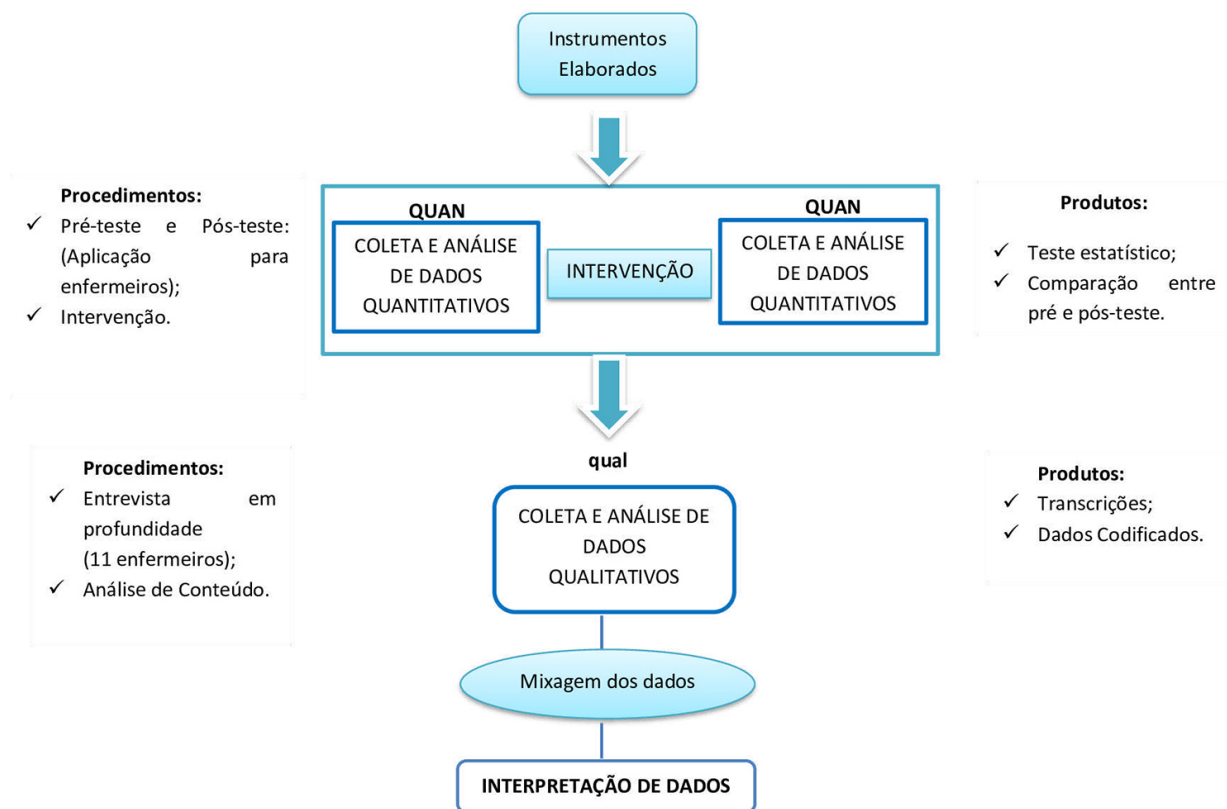 Instrumentos
Elaborados
Procedimentos:
✓ Pré-teste e Pós-teste:
(Aplicação para
enfermeiros);
✓ Intervenção.
QUAN
COLETA E ANÁLISE
DE DADOS
QUANTITATIVOS
INTERVENÇÃO
QUAN
COLETA E ANÁLISE
DE DADOS
QUANTITATIVOS
Produtos:
✓ Teste estatístico;
✓ Comparação entre
pré e pós-teste.
Procedimentos:
✓ Entrevista em
profundidade
(11 enfermeiros);
✓ Análise de Conteúdo.
qual
COLETA E ANÁLISE DE
DADOS
QUALITATIVOS
Produtos:
✓ Transcrições;
✓ Dados Codificados.
Mixagem dos dados
INTERPRETAÇÃO DE DADOS